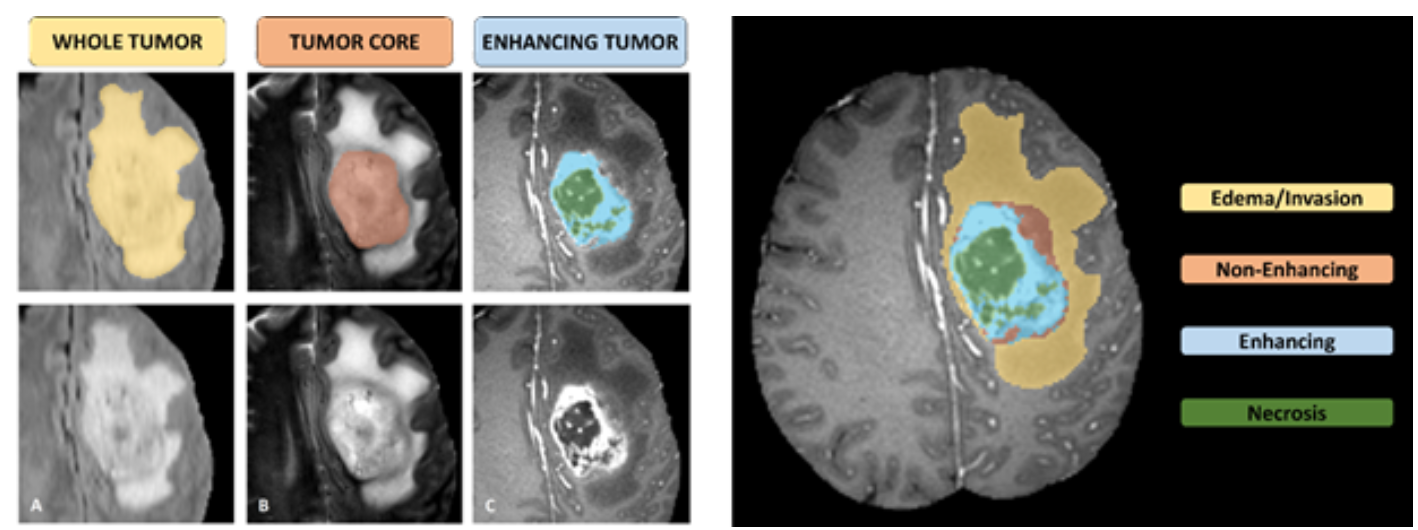 WHOLE TUMOR
TUMOR CORE
ENHANCING TUMOR
A
B
C
Edema/Invasion
Non-Enhancing
Enhancing
Necrosis